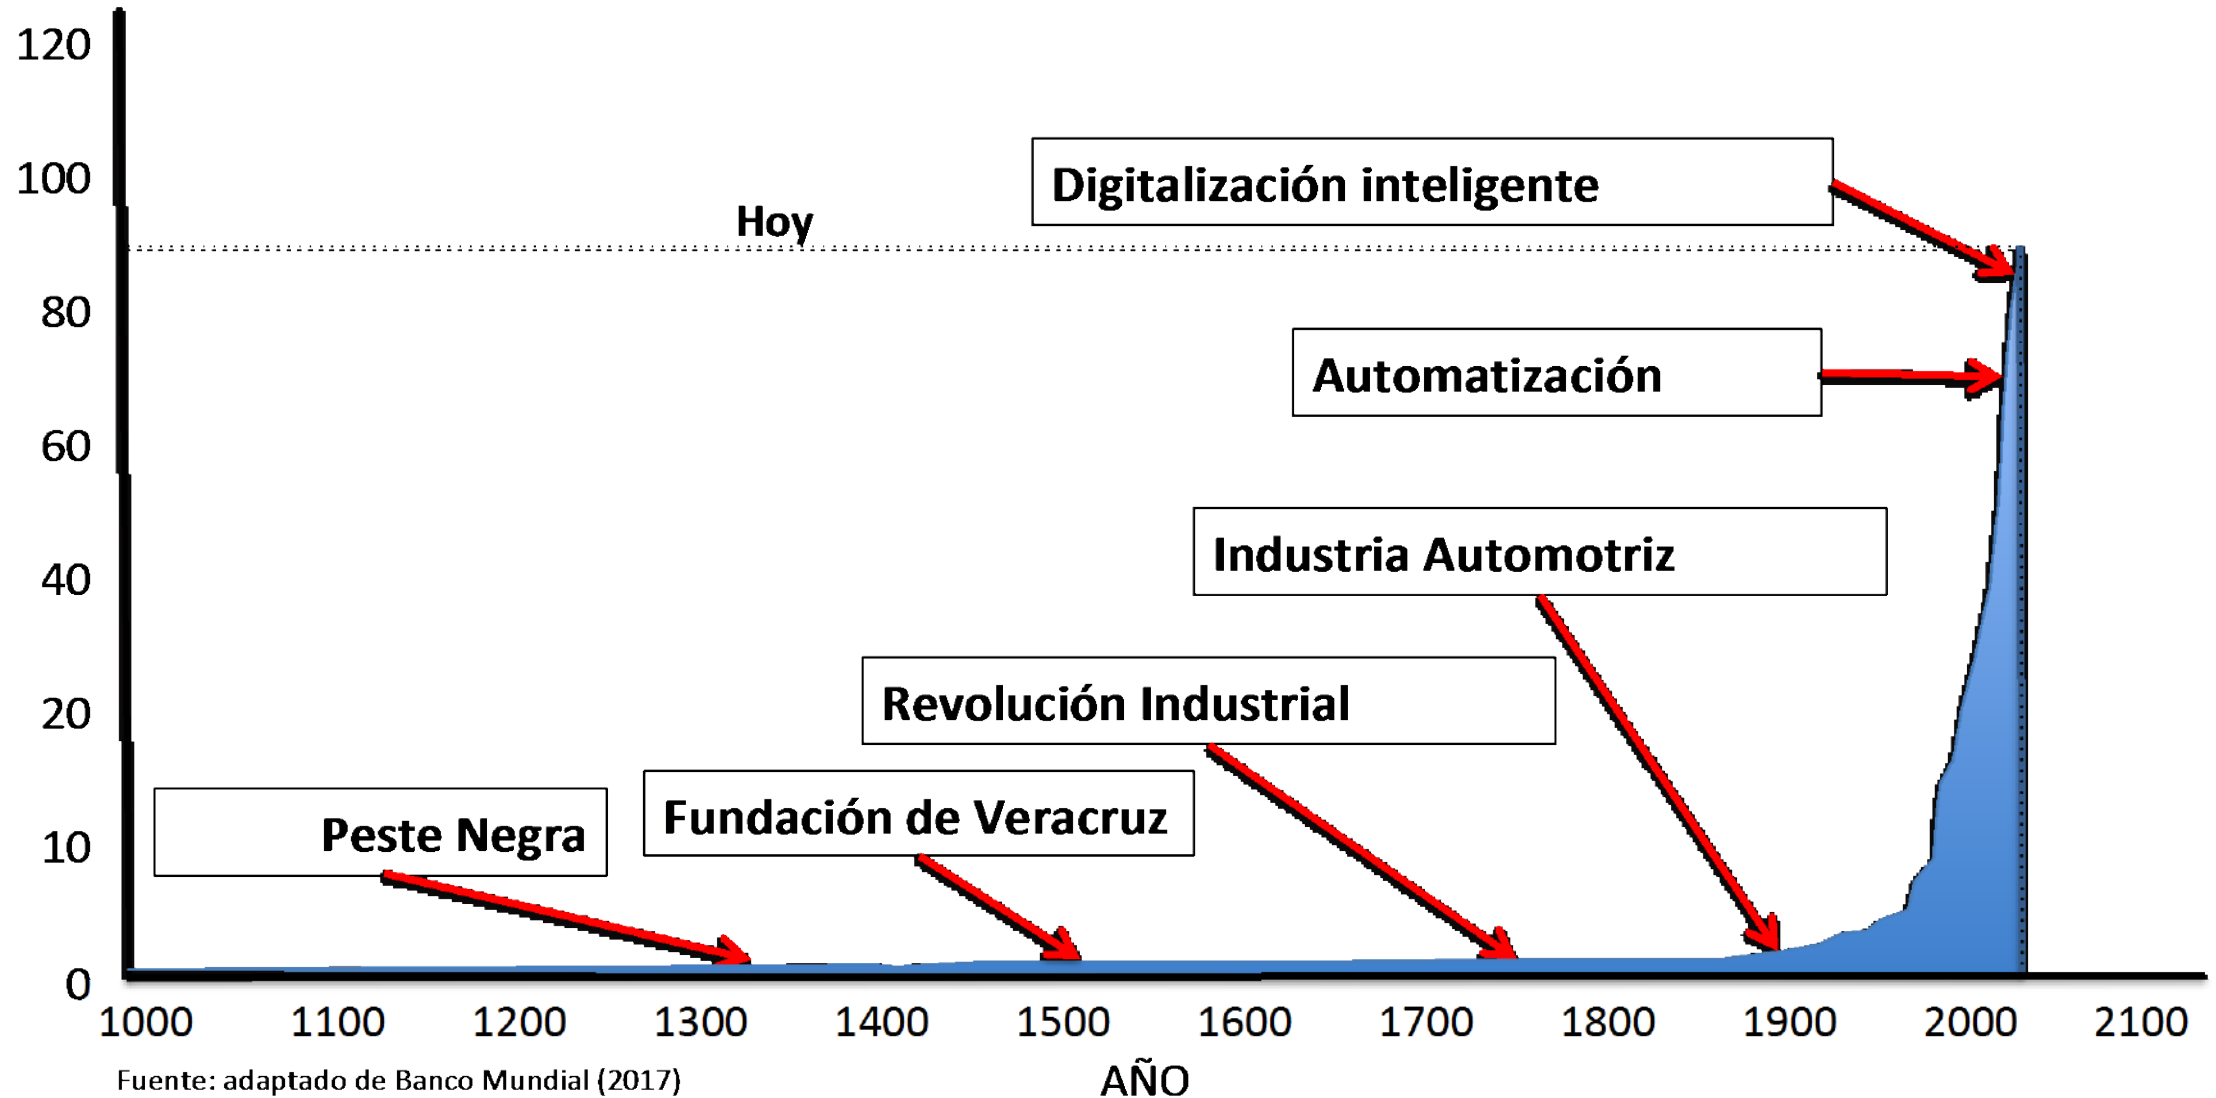 120
100
80
60
40
20
10
0
Hoy
Digitalización inteligente
Automatización
Industria Automotriz
Revolución Industrial
Fundación de Veracruz
Peste Negra
1000 1100 1200 1300 1400 1500 1600 1700 1800 1900 2000 2100
Fuente: adaptado de Banco Mundial (2017)
AÑO